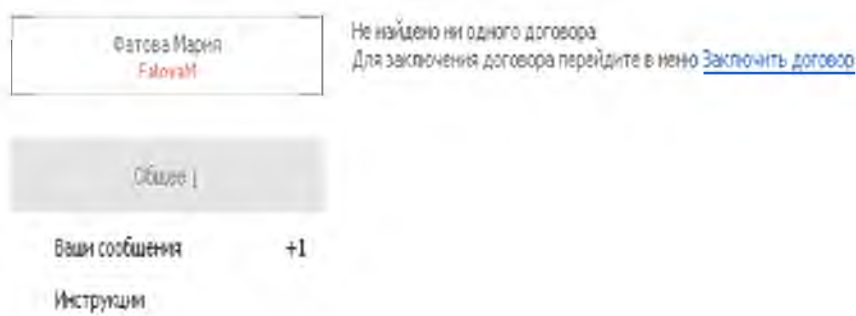 Фатова Мария
FatovaM
Не найдено ни одного договора
Для заключения договора перейдите в меню Заключить договор
Общее ↓
Ваши сообщения +1
Инструкции